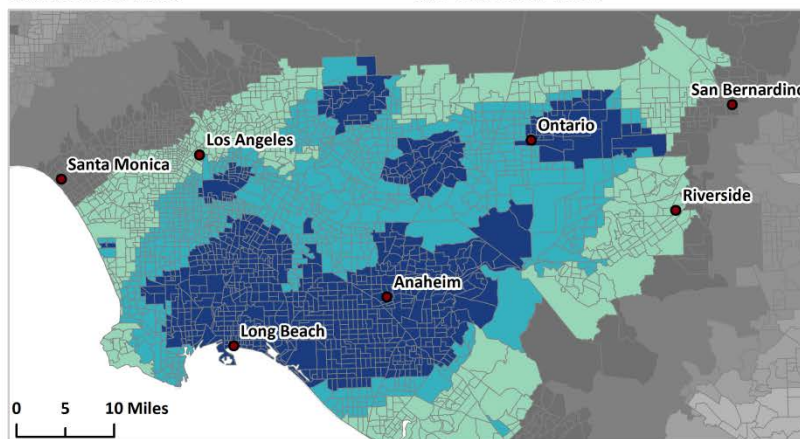 San Bernardino
Ontario
Los Angeles
Santa Monica
Riverside
Anaheim
Long Beach
0 5 10 Miles